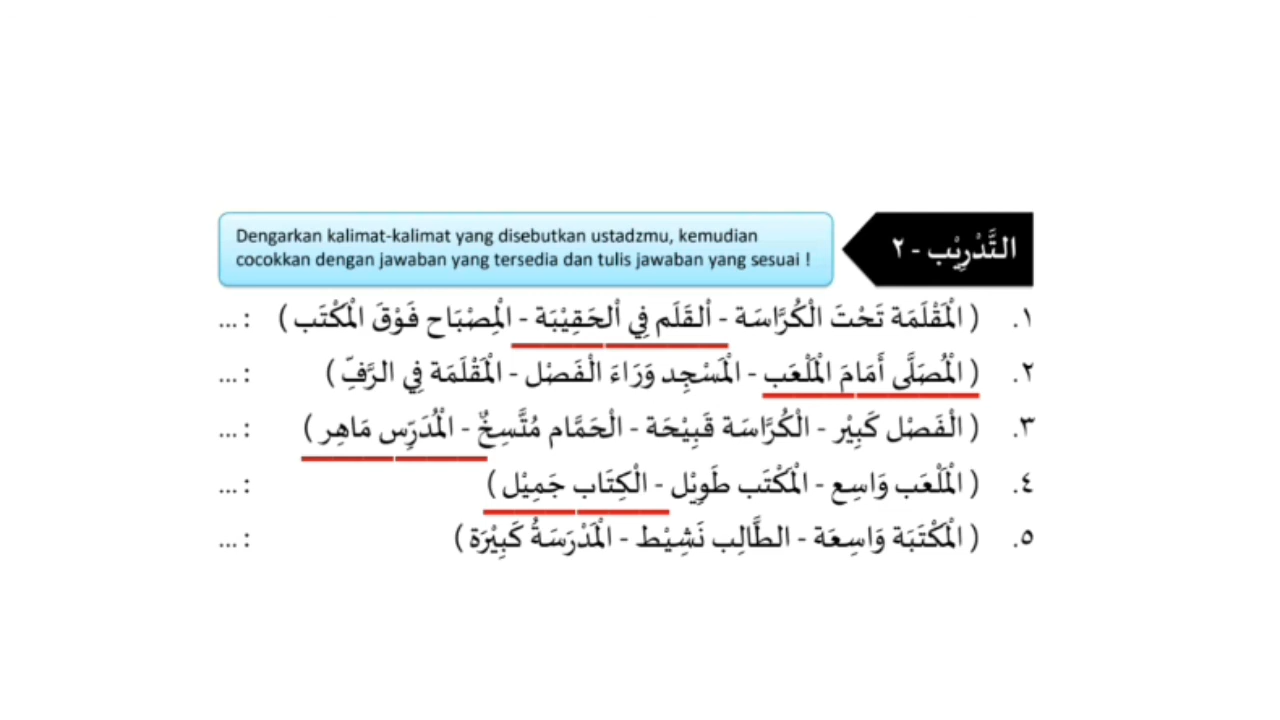 التَّدْرِيْب - ٢
Dengarkan kalimat-kalimat yang disebutkan ustadzmu, kemudian
cocokkan dengan jawaban yang tersedia dan tulis jawaban yang sesuai !
١. ( الْمَقْلَمَة تَحْتَ الْكُرَّاسَة - اْلقَلَم فِي اْلحَقِيْبَة - الْمِصْبَاح فَوْقَ الْمَكْتَب ) : ...
٢. ( الْمُصَلَّى أَمَامَ الْمَلْعَب - الْمَسْجِد وَرَاءَ الْفَصْل - الْمَقْلَمَة فِي الرَّفِّ ) : ...
٣. ( الْفَصْل كَبِيْر - الْكُرَّاسَة قَبِيْحَة - الْحَمَّام مُتَّسِخٌ - الْمُدَرِّس مَاهِر ) : ...
٤. ( الْمَلْعَب وَاسِع - الْمَكْتَب طَوِيْل - الْكِتَاب جَمِيْل ) : ...
٥. ( الْمَكْتَبَة وَاسِعَة - الطَّالِب نَشِيْط - الْمَدْرَسَةُ كَبِيْرَة ) : ...